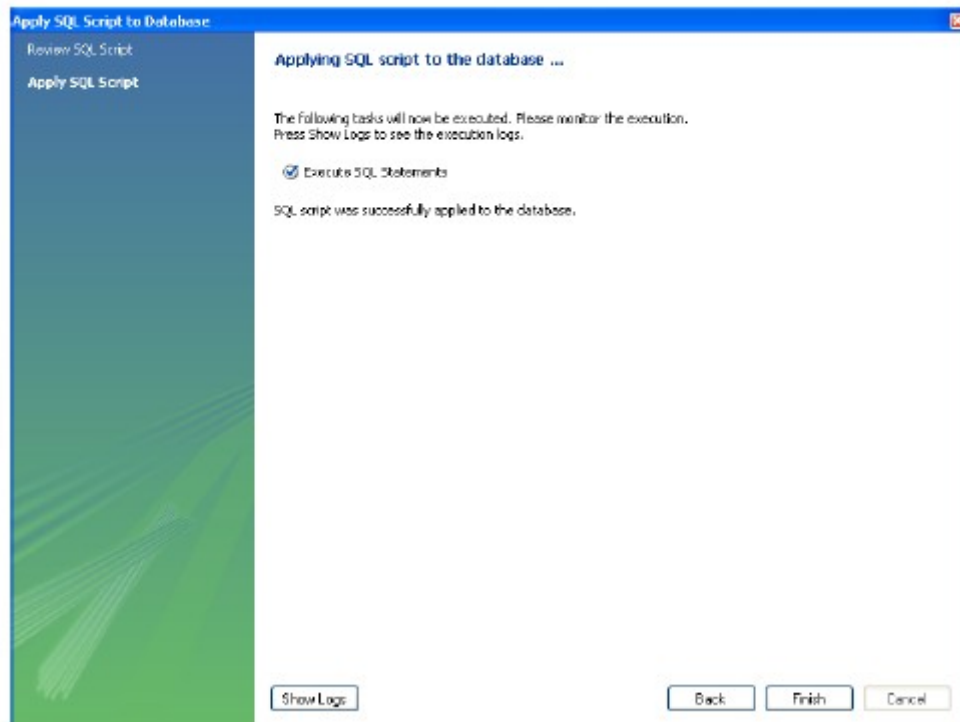 Apply SQL Script to Database
Review SQL Script
Apply SQL Script
Applying SQL script to the database ...
The following tasks will now be executed. Please monitor the execution.
Press Show Logs to see the execution logs.
Execute SQL Statements
SQL script was successfully applied to the database.
Show Logs
Back
Finish
Cancel